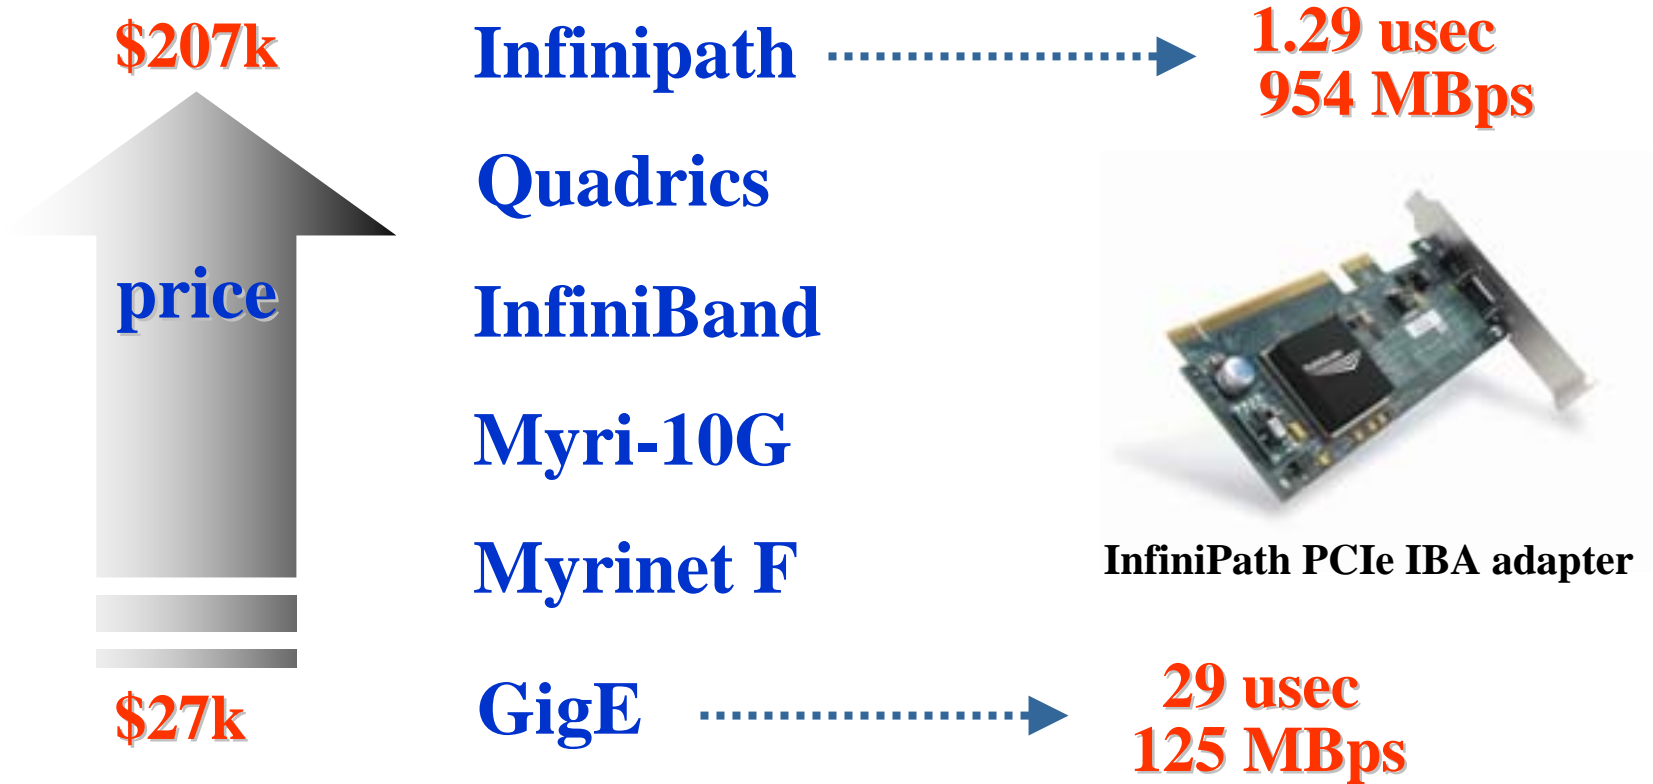 $207k
Infinipath
1.29 usec
954 MBps
Quadrics
price
InfiniBand
Myri-10G
Myrinet F
InfiniPath PCIe IBA adapter
$27k
GigE
29 usec
125 MBps